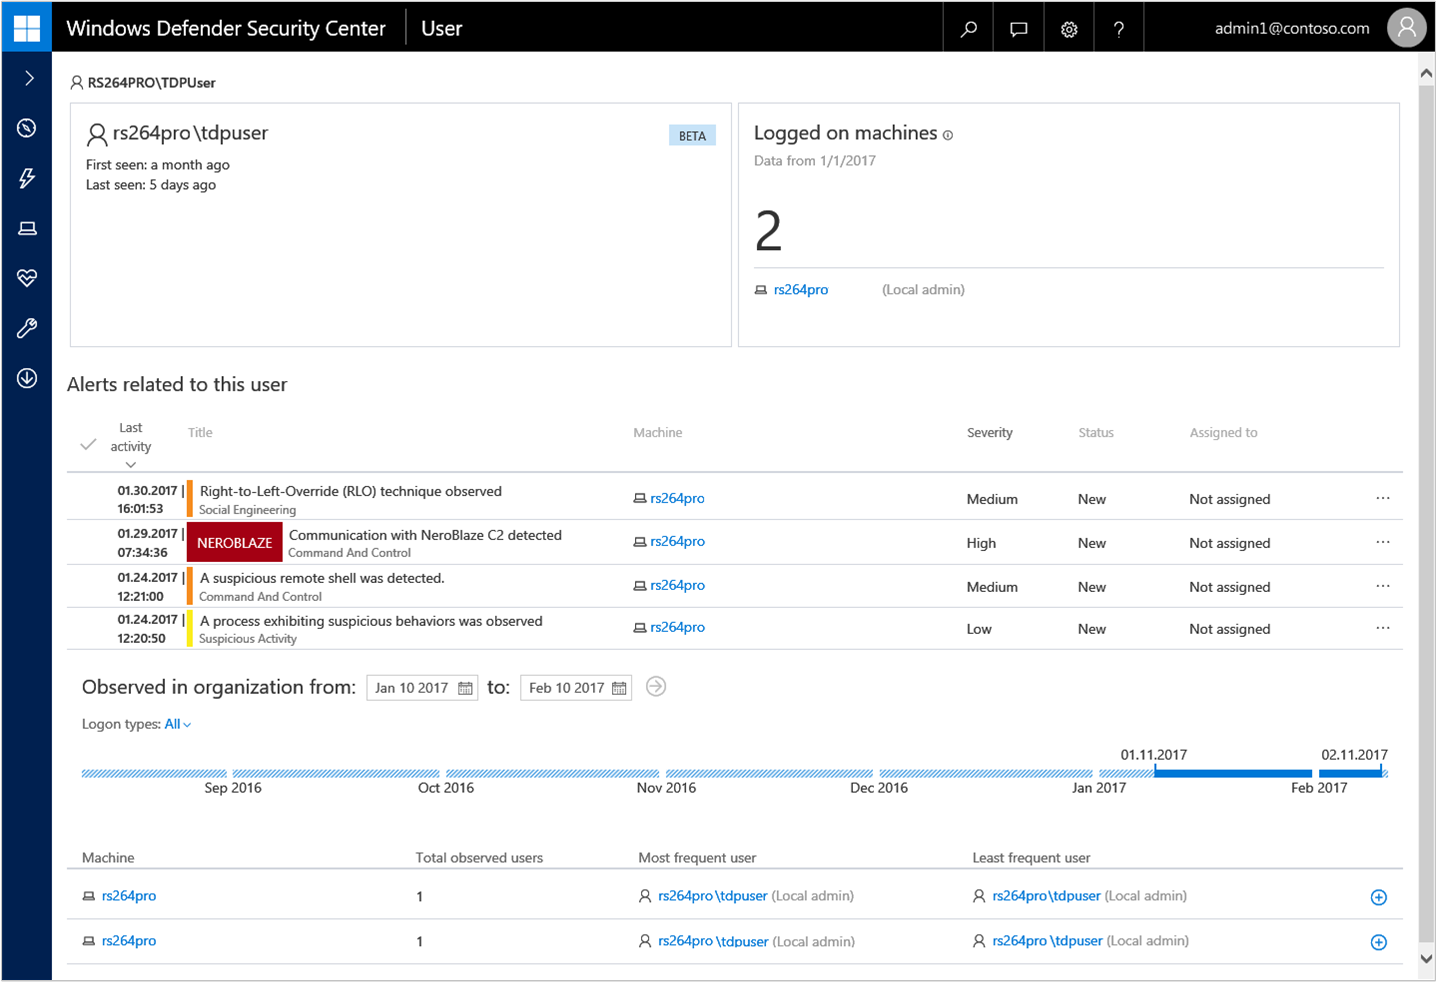 Windows Defender Security Center | User
admin1@contoso.com
RS264PRO\TDPUser
rs264pro\tdpuser
BETA
First seen: a month ago
Last seen: 5 days ago
Logged on machines
Data from 1/1/2017
2
rs264pro (Local admin)
Alerts related to this user
Last activity Title Machine Severity Status Assigned to
01.30.2017 | Right-to-Left-Override (RLO) technique observed
16:01:53 Social Engineering
rs264pro Medium New Not assigned ...
01.29.2017 | NEROBLAZE Communication with NeroBlaze C2 detected
07:34:36 Command And Control
rs264pro High New Not assigned ...
01.24.2017 | A suspicious remote shell was detected.
12:21:00 Command And Control
rs264pro Medium New Not assigned ...
01.24.2017 | A process exhibiting suspicious behaviors was observed
12:20:50 Suspicious Activity
rs264pro Low New Not assigned ...
Observed in organization from: Jan 10 2017 to: Feb 10 2017
Logon types: All
01.11.2017 02.11.2017
Sep 2016 Oct 2016 Nov 2016 Dec 2016 Jan 2017 Feb 2017
Machine Total observed users Most frequent user Least frequent user
rs264pro 1 rs264pro\tdpuser (Local admin) rs264pro\tdpuser (Local admin)
rs264pro 1 rs264pro\tdpuser (Local admin) rs264pro\tdpuser (Local admin)